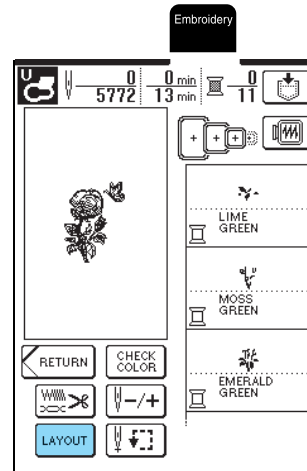 Embroidery
U
0
5772
0 min
13 min
0
11
LIME
GREEN
MOSS
GREEN
EMERALD
GREEN
RETURN
CHECK
COLOR
-/+
LAYOUT